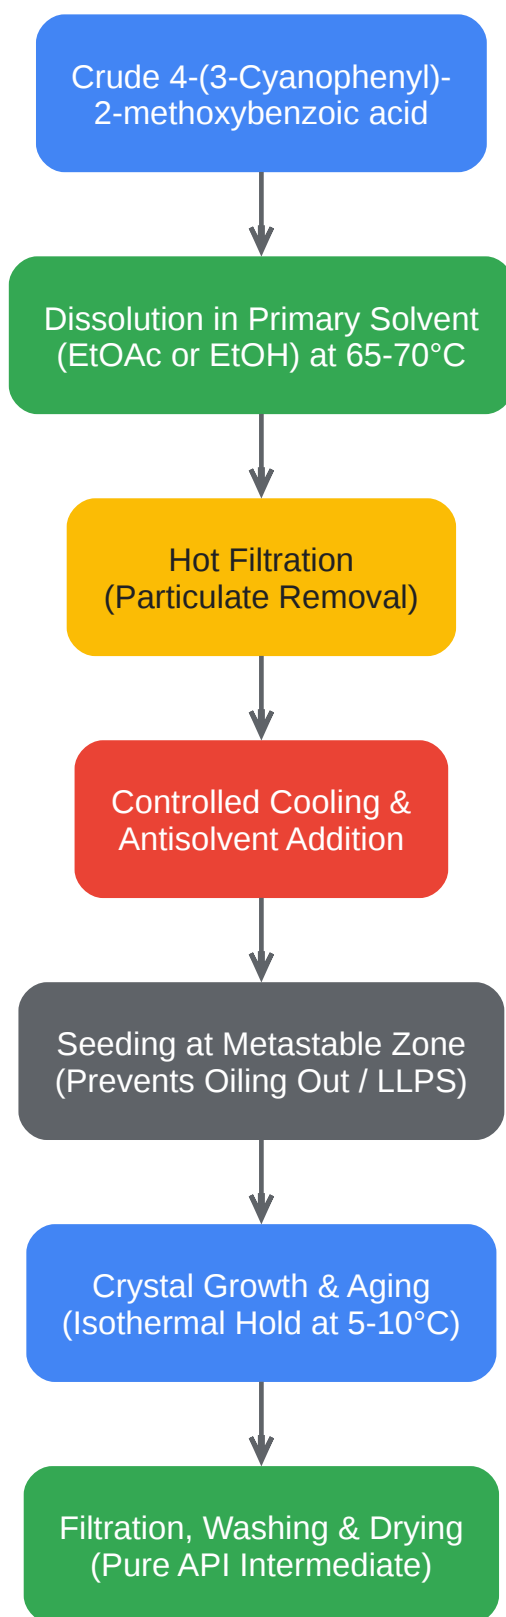 Crude 4-(3-Cyanophenyl)-
2-methoxybenzoic acid
Dissolution in Primary Solvent
(EtOAc or EtOH) at 65-70°C
Hot Filtration
(Particulate Removal)
Controlled Cooling &
Antisolvent Addition
Seeding at Metastable Zone
(Prevents Oiling Out / LLPS)
Crystal Growth & Aging
(Isothermal Hold at 5-10°C)
Filtration, Washing & Drying
(Pure API Intermediate)